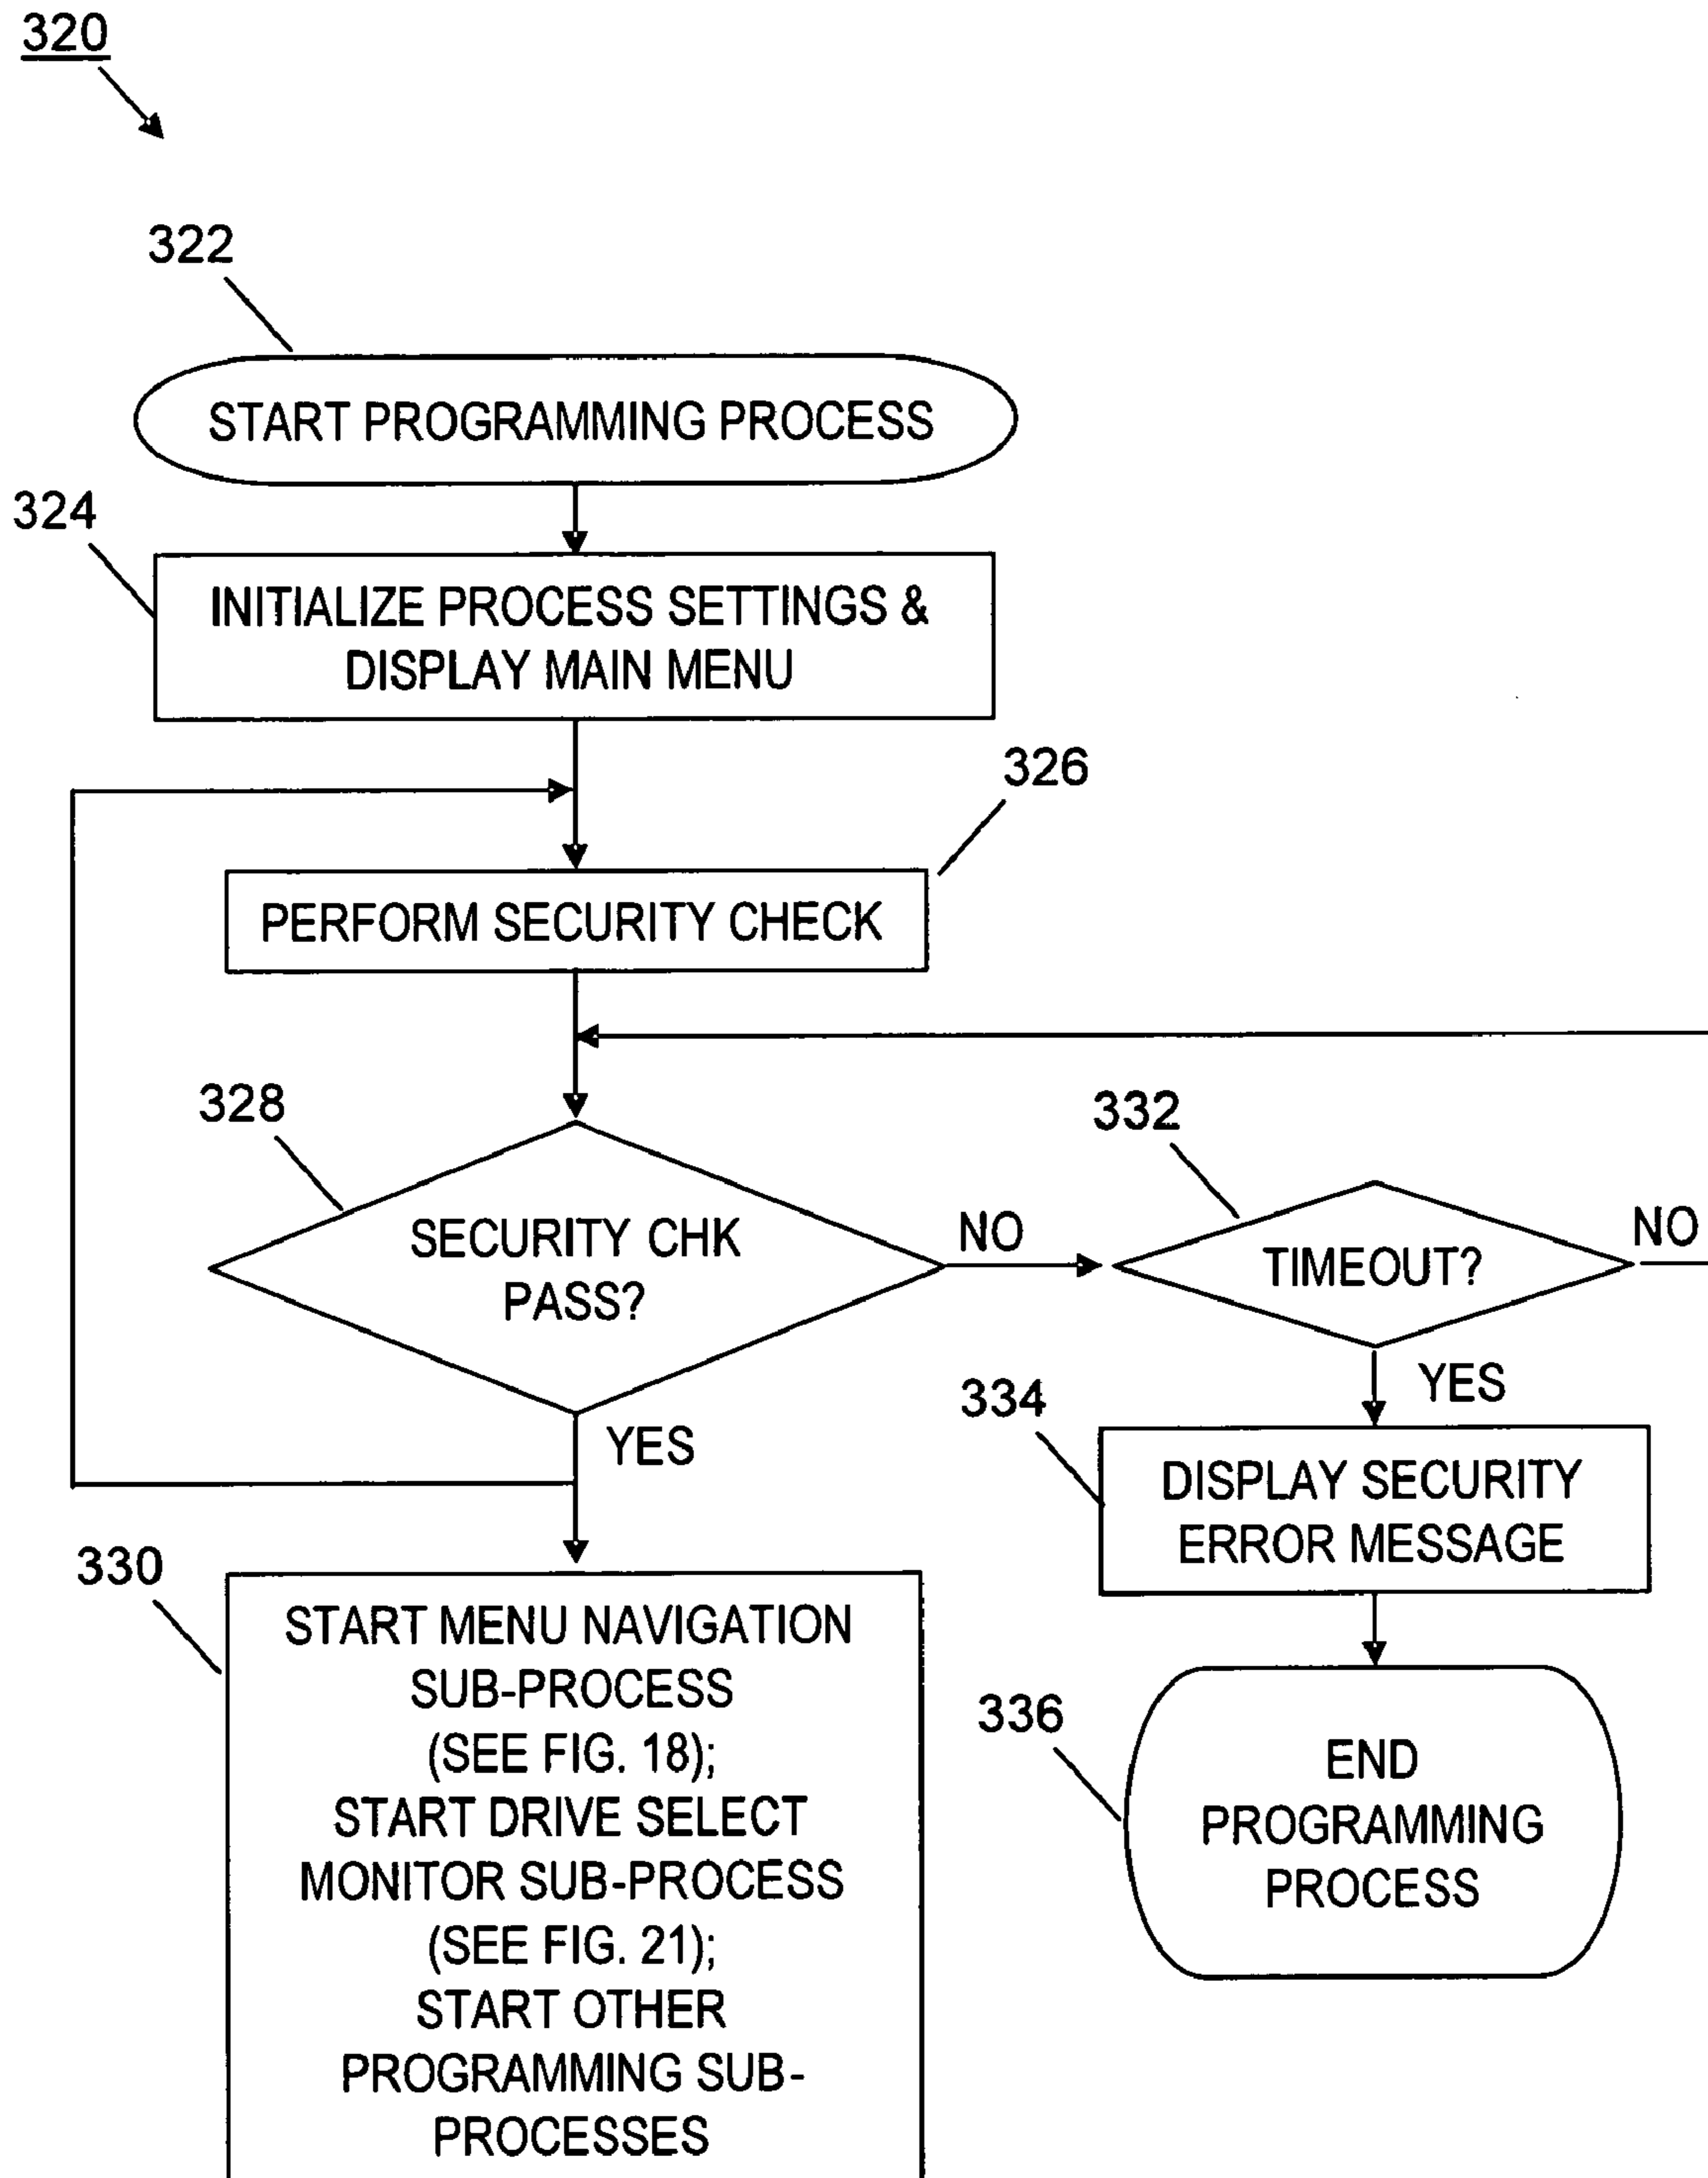 320
322
START PROGRAMMING PROCESS
324
INITIALIZE PROCESS SETTINGS &
DISPLAY MAIN MENU
326
PERFORM SECURITY CHECK
328
SECURITY CHK
PASS?
NO
332
TIMEOUT?
NO
YES
YES
334
DISPLAY SECURITY
ERROR MESSAGE
330
START MENU NAVIGATION
SUB-PROCESS
(SEE FIG. 18);
START DRIVE SELECT
MONITOR SUB-PROCESS
(SEE FIG. 21);
START OTHER
PROGRAMMING SUB-
PROCESSES
336
END
PROGRAMMING
PROCESS